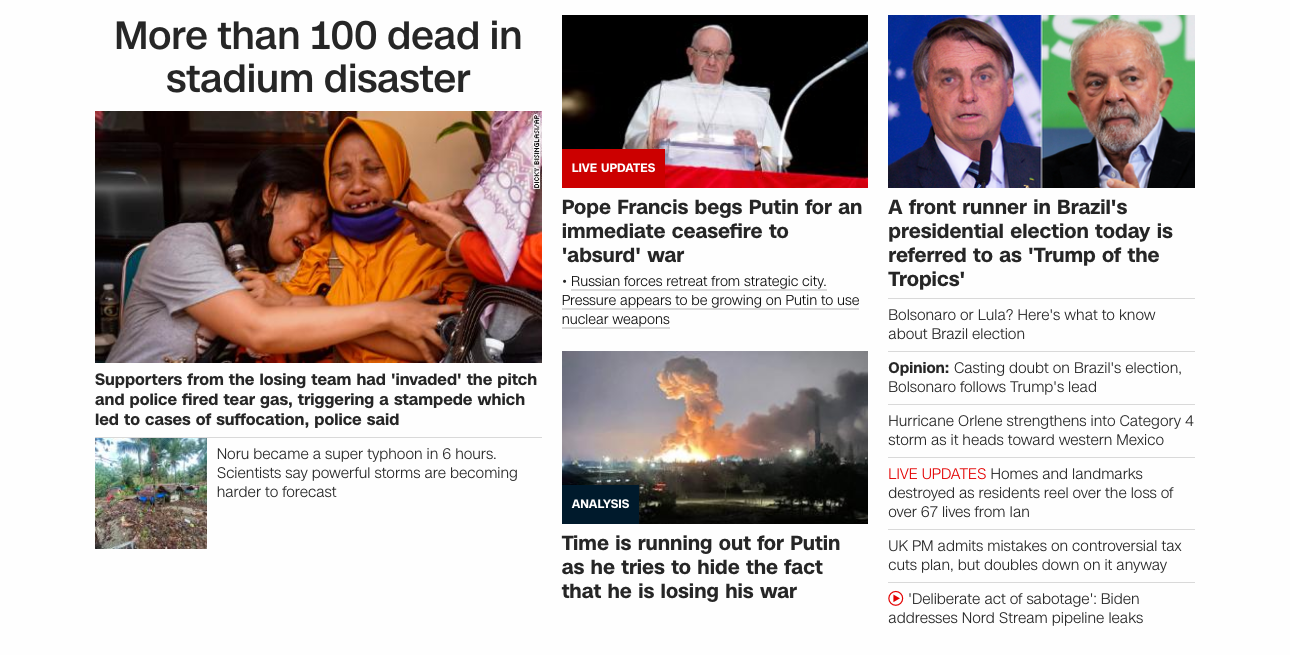 More than 100 dead in
stadium disaster
DICKY BISINGLASI/AP
Supporters from the losing team had 'invaded' the pitch
and police fired tear gas, triggering a stampede which
led to cases of suffocation, police said
Noru became a super typhoon in 6 hours.
Scientists say powerful storms are becoming
harder to forecast
LIVE UPDATES
Pope Francis begs Putin for an
immediate ceasefire to
'absurd' war
• Russian forces retreat from strategic city.
Pressure appears to be growing on Putin to use
nuclear weapons
ANALYSIS
Time is running out for Putin
as he tries to hide the fact
that he is losing his war
A front runner in Brazil's
presidential election today is
referred to as 'Trump of the
Tropics'
Bolsonaro or Lula? Here's what to know
about Brazil election
Opinion: Casting doubt on Brazil's election,
Bolsonaro follows Trump's lead
Hurricane Orlene strengthens into Category 4
storm as it heads toward western Mexico
LIVE UPDATES Homes and landmarks
destroyed as residents reel over the loss of
over 67 lives from Ian
UK PM admits mistakes on controversial tax
cuts plan, but doubles down on it anyway
'Deliberate act of sabotage': Biden
addresses Nord Stream pipeline leaks